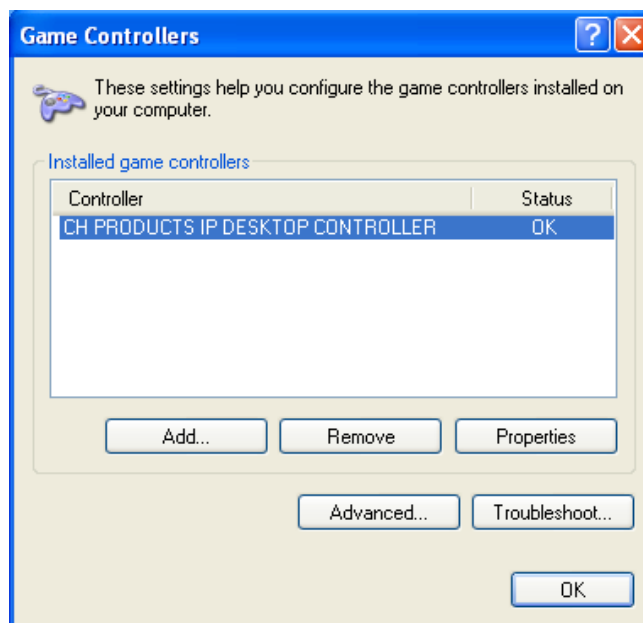 Game Controllers
These settings help you configure the game controllers installed on
your computer.
Installed game controllers
Controller Status
CH PRODUCTS IP DESKTOP CONTROLLER OK
Add... Remove Properties
Advanced... Troubleshoot...
OK